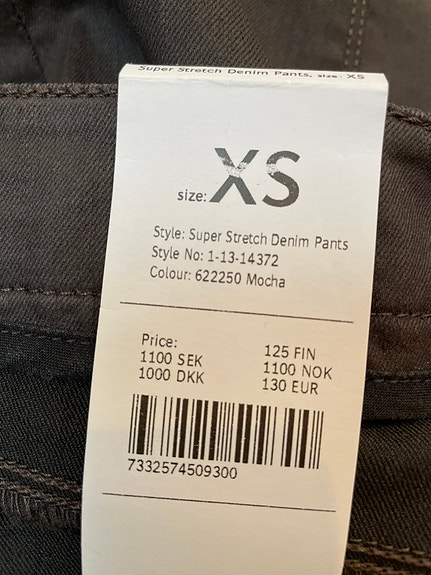 Super Stretch Denim Pants, size: XS
size: XS
Style: Super Stretch Denim Pants
Style No: 1-13-14372
Colour: 622250 Mocha
Price:
1100 SEK 125 FIN
1000 DKK 1100 NOK
130 EUR
7332574509300